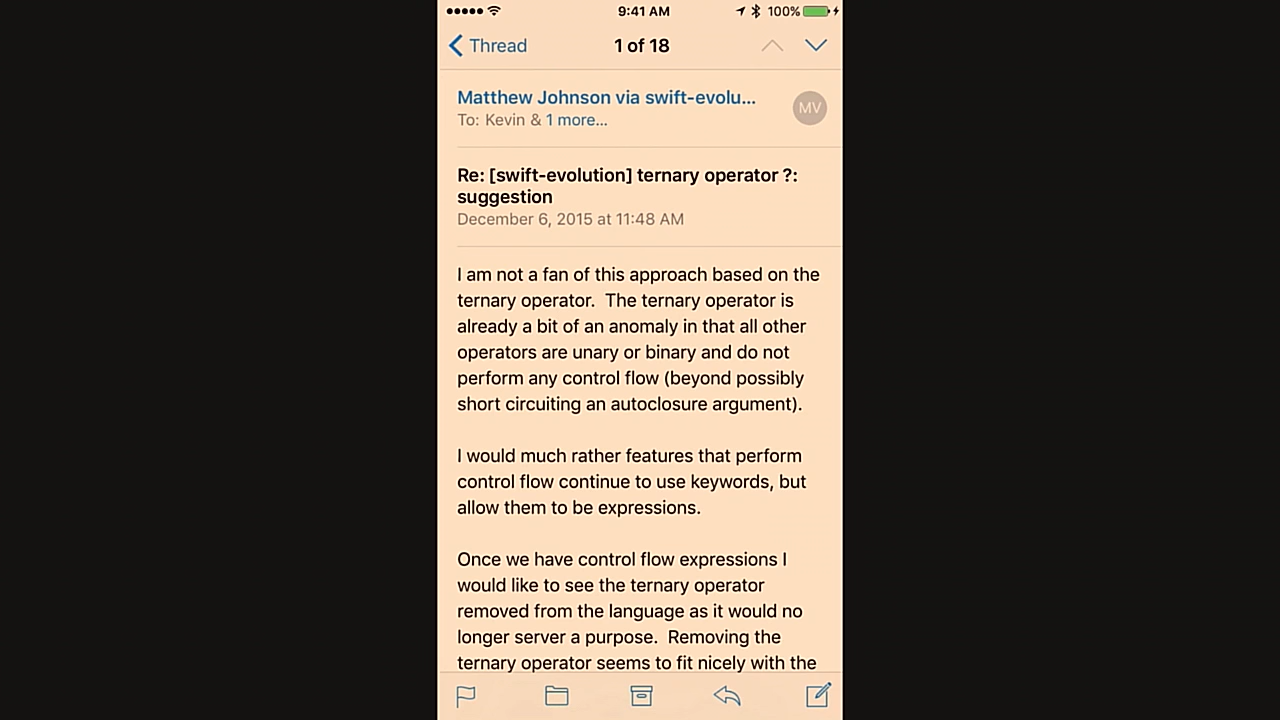 9:41 AM 100%
Thread 1 of 18
Matthew Johnson via swift-evolu...
To: Kevin & 1 more...
MV
Re: [swift-evolution] ternary operator ?:
suggestion
December 6, 2015 at 11:48 AM
I am not a fan of this approach based on the
ternary operator.  The ternary operator is
already a bit of an anomaly in that all other
operators are unary or binary and do not
perform any control flow (beyond possibly
short circuiting an autoclosure argument).
I would much rather features that perform
control flow continue to use keywords, but
allow them to be expressions.
Once we have control flow expressions I
would like to see the ternary operator
removed from the language as it would no
longer server a purpose.  Removing the
ternary operator seems to fit nicely with the